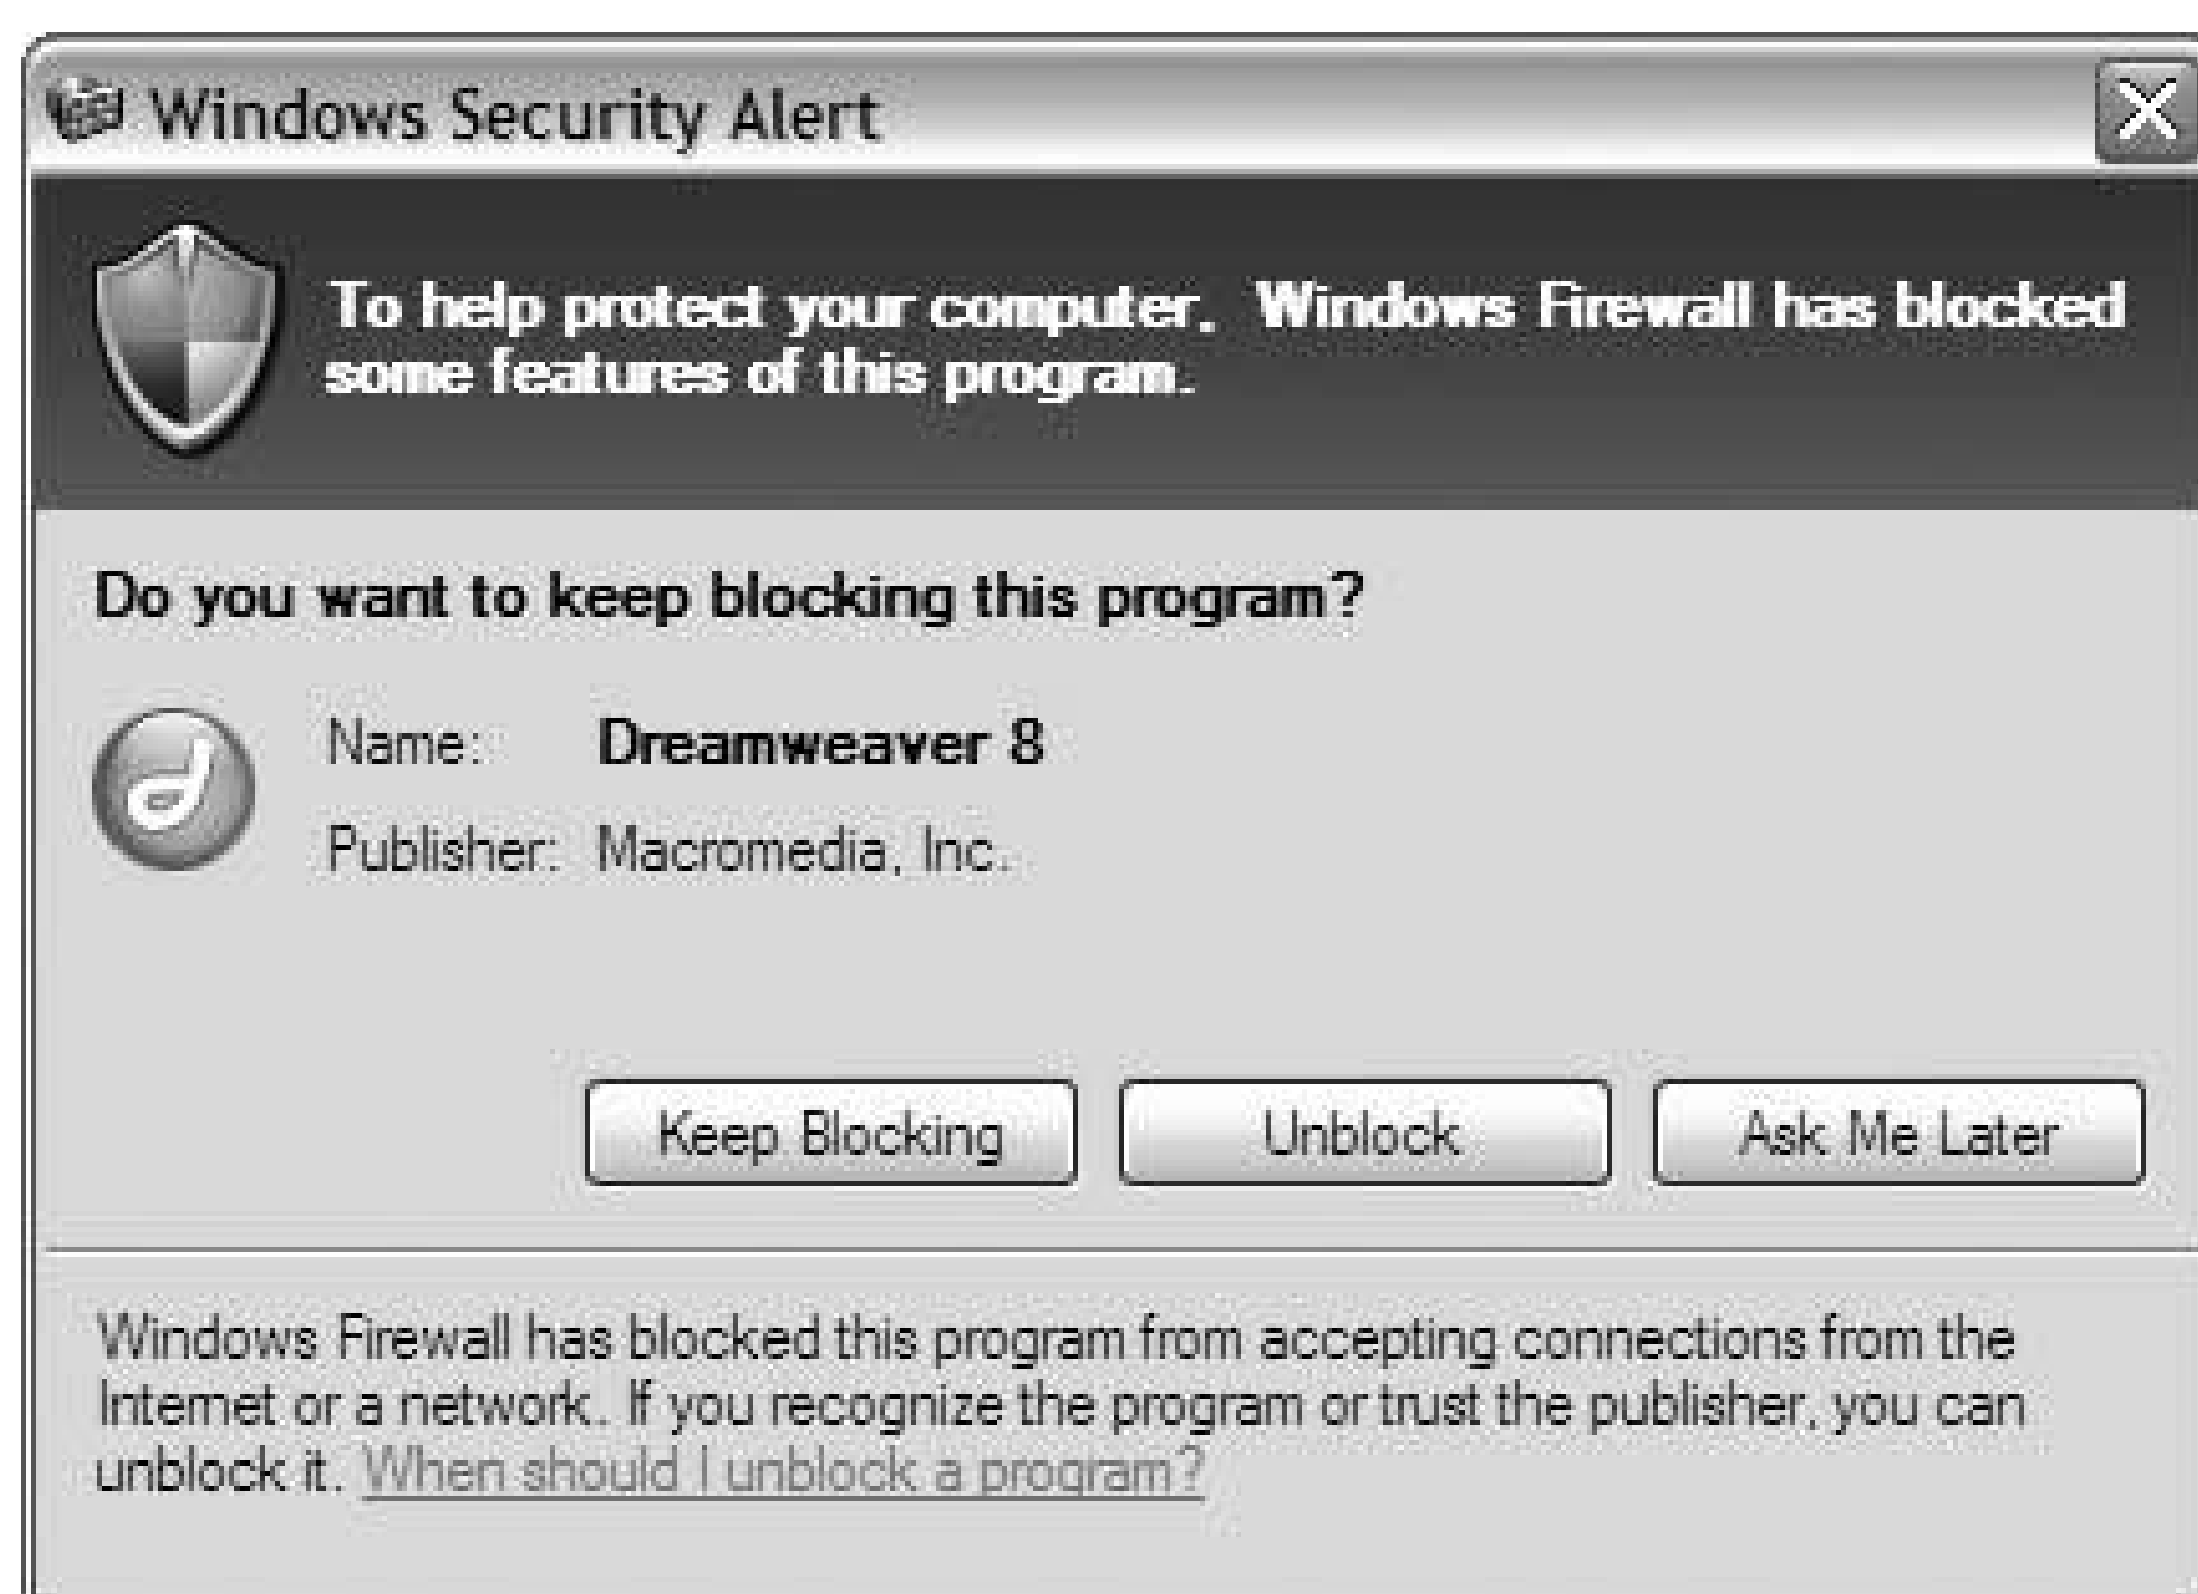 Windows Security Alert
To help protect your computer, Windows Firewall has blocked
some features of this program.
Do you want to keep blocking this program?
Name: Dreamweaver 8
Publisher: Macromedia, Inc.
Keep Blocking Unblock Ask Me Later
Windows Firewall has blocked this program from accepting connections from the
Internet or a network. If you recognize the program or trust the publisher, you can
unblock it. When should I unblock a program?